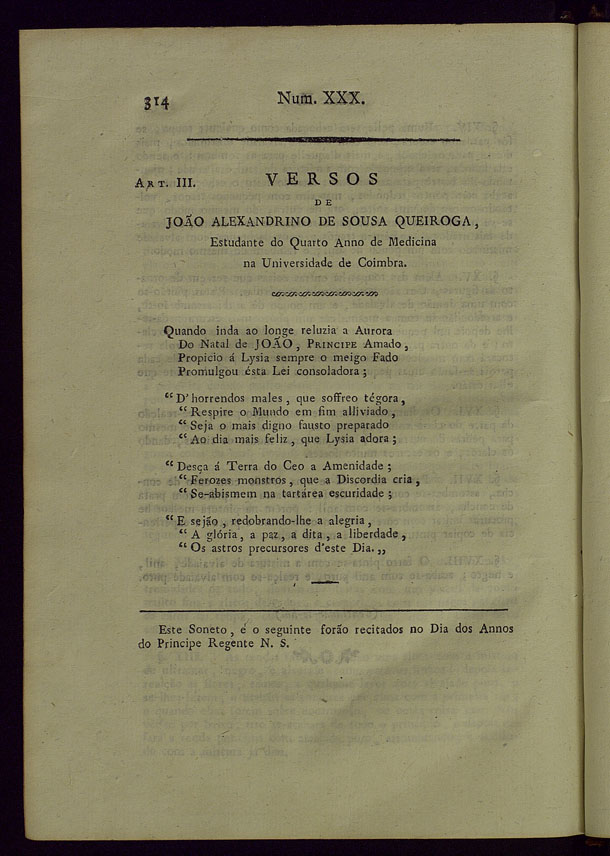 314
Num. XXX.
ART. III.
VERSOS
DE
JOÃO ALEXANDRINO DE SOUSA QUEIROGA,
Estudante do Quarto Anno de Medicina
na Universidade de Coimbra.
Quando inda ao longe reluzia a Aurora
Do Natal de JOÃO, PRINCIPE Amado,
Propicio á Lysia sempre o meigo Fado
Promulgou ésta Lei consoladora;
“D'horrendos males, que soffreo tégora,
“Respire o Mundo em fim alliviado,
“Seja o mais digno fausto preparado
“Ao dia mais feliz, que Lysia adora;
“Desça á Terra do Ceo a Amenidade;
“Ferozes monstros, que a Discordia cria,
“Se-abismem na tartárea escuridade;
“E sejão, redobrando-lhe a alegria,
“A glória, a paz, a dita, a liberdade,
“Os astros precursores d'este Dia.„
Este Soneto, é o seguinte forão recitados no Dia dos Annos
do Principe Regente N. S.